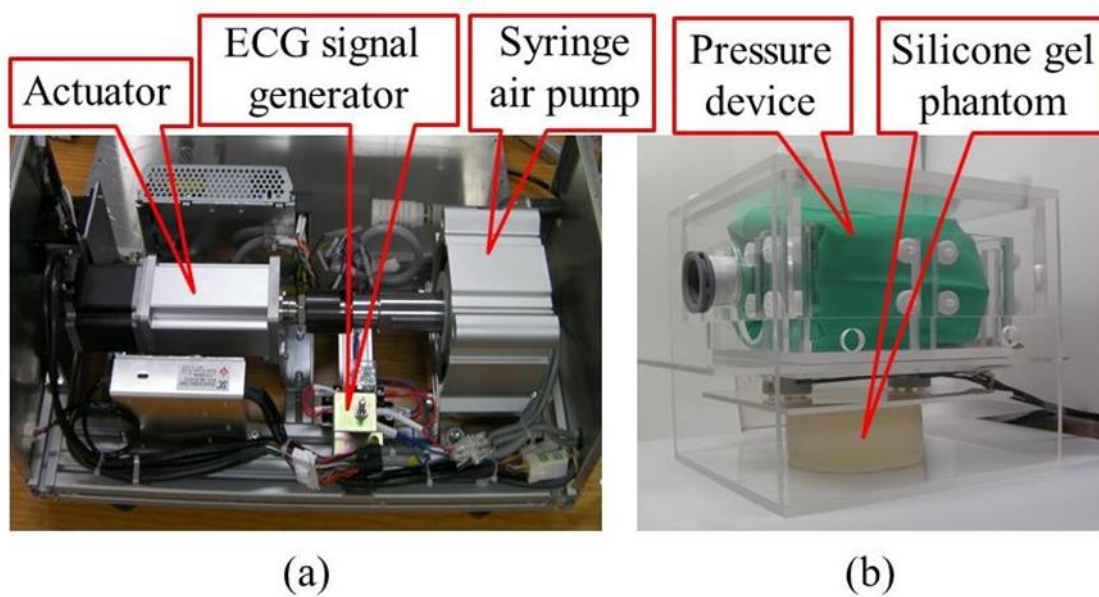 Actuator
ECG signal
generator
Syringe
air pump
Pressure
device
Silicone gel
phantom
(a)
(b)